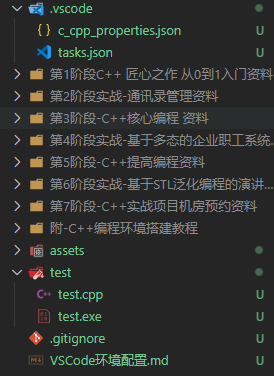 .vscode
c_cpp_properties.json U
tasks.json U
第1阶段C++ 匠心之作 从0到1入门资料
第2阶段实战-通讯录管理资料
第3阶段-C++核心编程 资料
第4阶段实战-基于多态的企业职工系统...
第5阶段-C++提高编程资料
第6阶段实战-基于STL泛化编程的演讲...
第7阶段-C++实战项目机房预约资料
附-C++编程环境搭建教程
assets
test
test.cpp U
test.exe U
.gitignore U
VSCode环境配置.md U